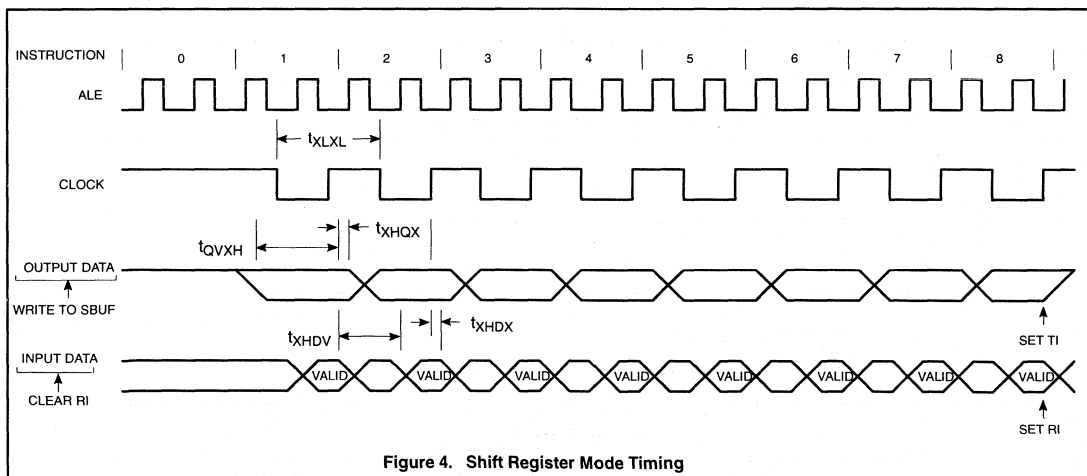 INSTRUCTION 0 1 2 3 4 5 6 7 8
ALE
tXLXL
CLOCK
tQVXH tXHQX
OUTPUT DATA
WRITE TO SBUF
tXHDV tXHDX
SET TI
INPUT DATA VALID VALID VALID VALID VALID VALID VALID VALID
CLEAR RI
SET RI
Figure 4. Shift Register Mode Timing